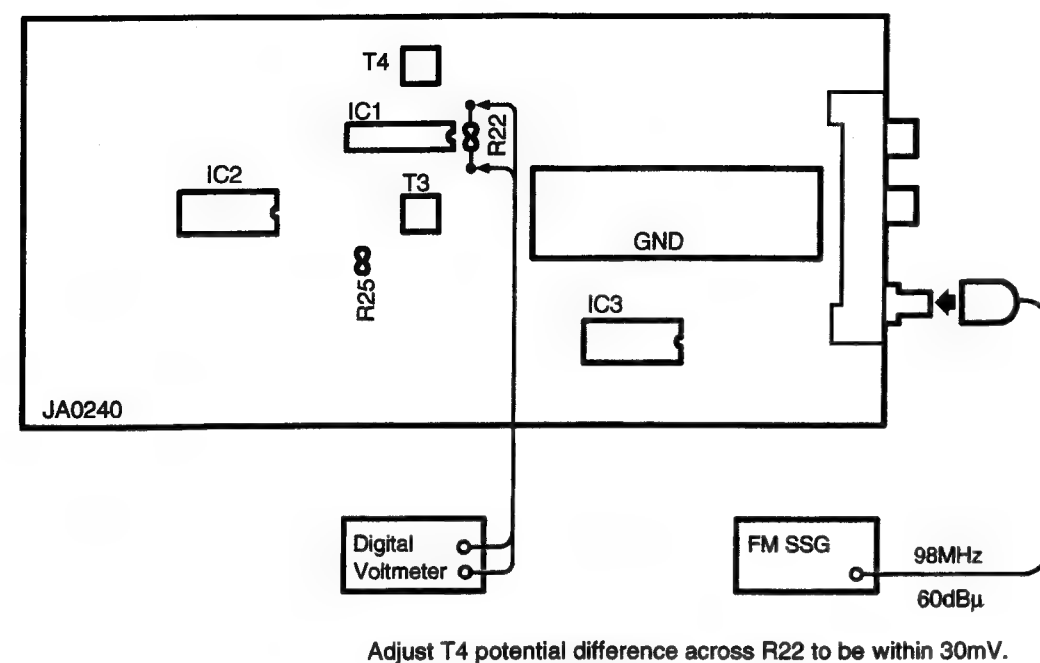 T4
IC1
R22
IC2
T3
GND
R25
IC3
JA0240
Digital
Voltmeter
FM SSG
98MHz
60dBμ
Adjust T4 potential difference across R22 to be within 30mV.